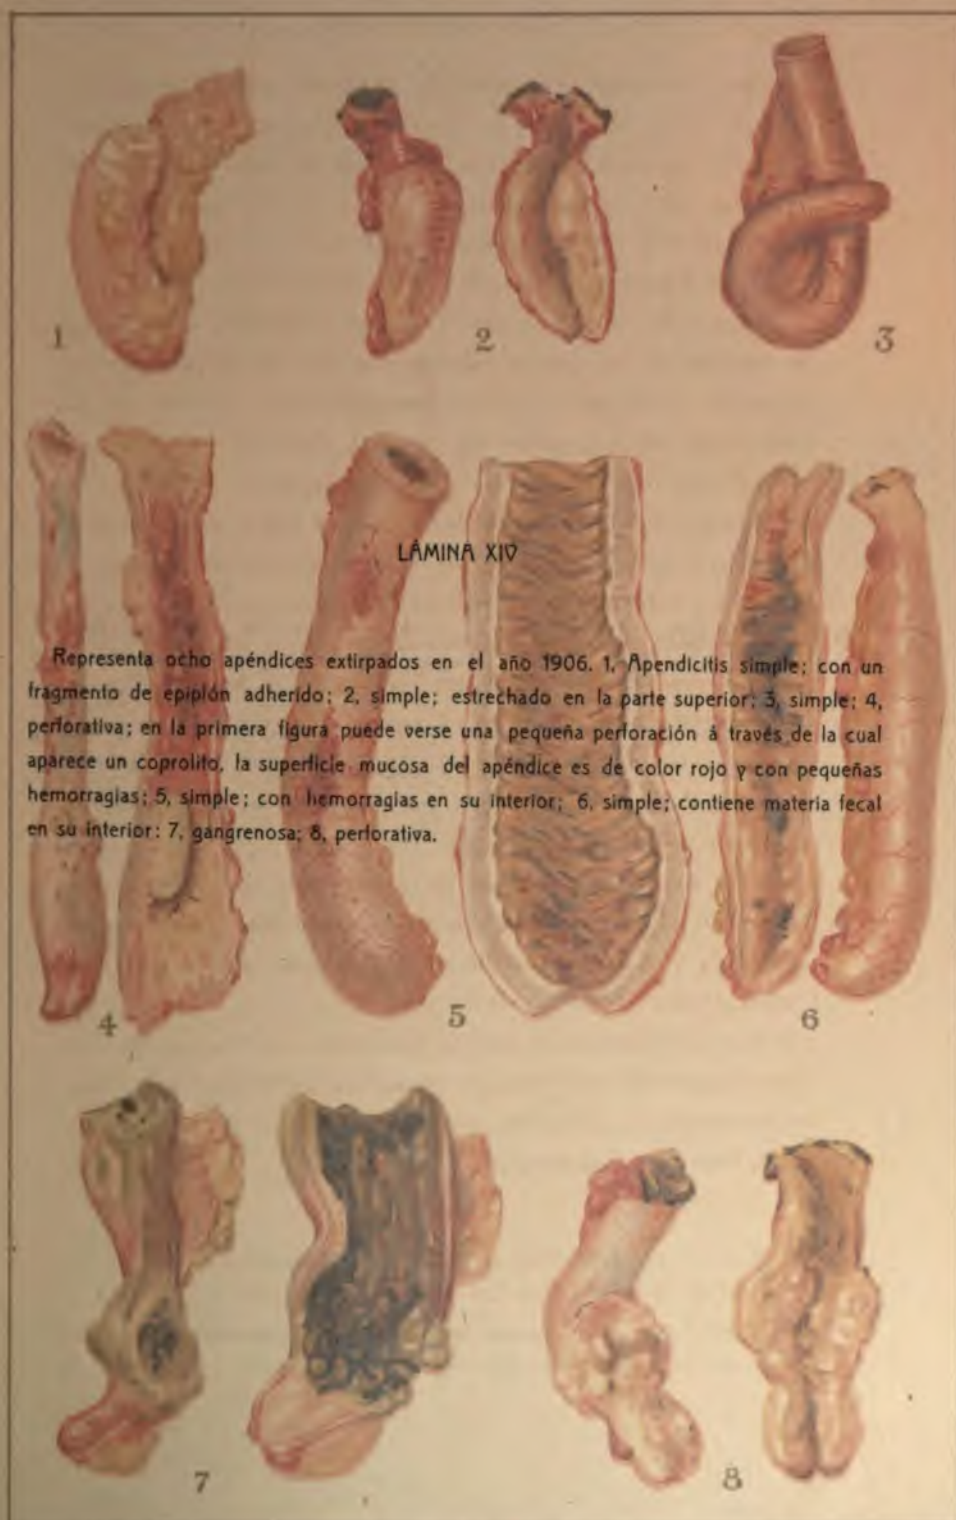 1
2
3
LÁMINA XIV
Representa ocho apéndices extirpados en el año 1906. 1, Apendicitis simple; con un
fragmento de epiplón adherido; 2, simple; estrechado en la parte superior; 3, simple; 4,
perforativa; en la primera figura puede verse una pequeña perforación á través de la cual
aparece un coprolito, la superficie mucosa del apéndice es de color rojo y con pequeñas
hemorragias; 5, simple; con hemorragias en su interior; 6, simple; contiene materia fecal
en su interior: 7, gangrenosa; 8, perforativa.
4
5
6
7
8